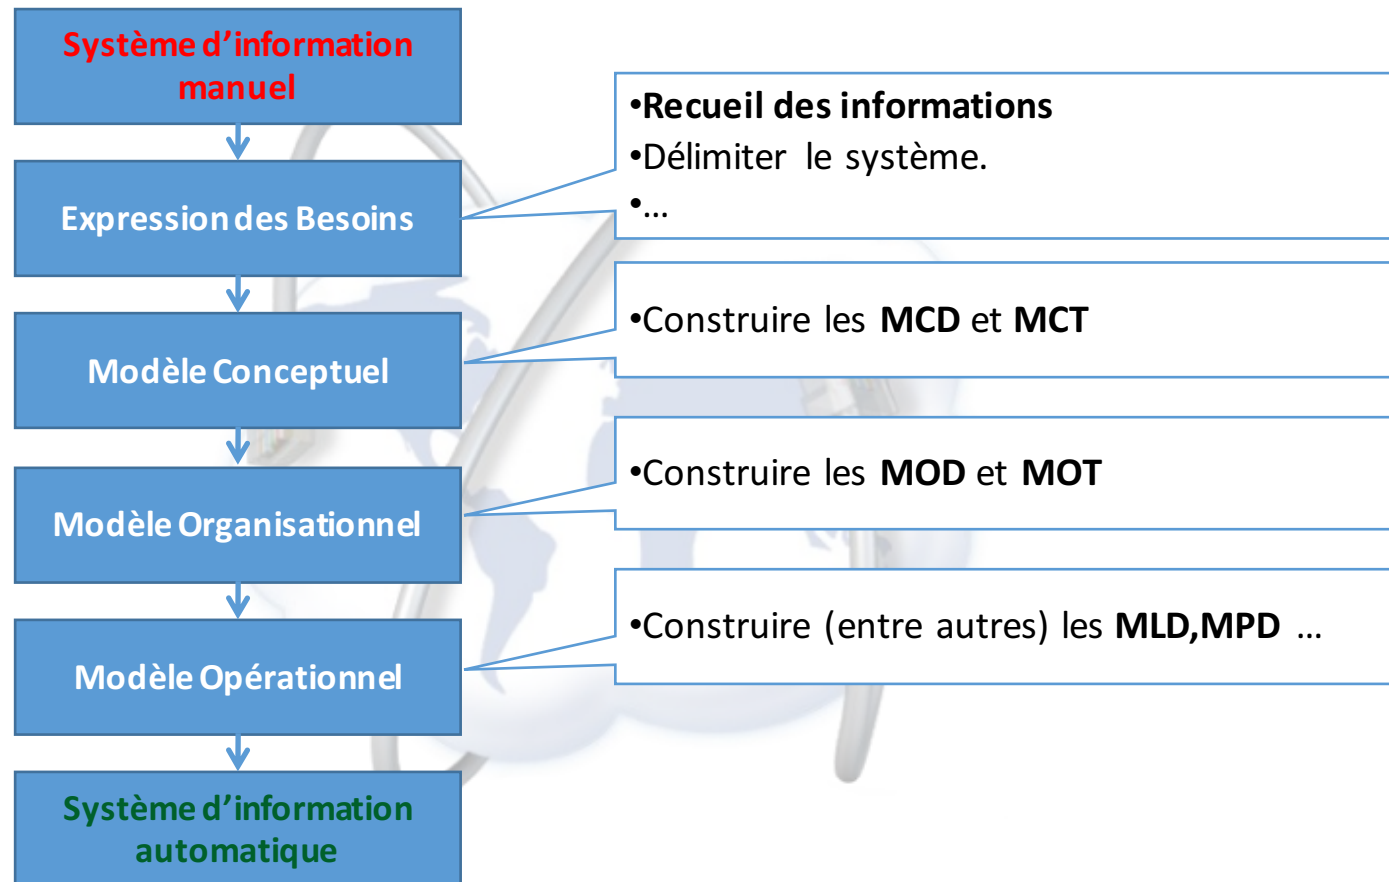 Système d’information
manuel
•Recueil des informations
•Délimiter le système.
•…
Expression des Besoins
•Construire les MCD et MCT
Modèle Conceptuel
•Construire les MOD et MOT
Modèle Organisationnel
•Construire (entre autres) les MLD,MPD …
Modèle Opérationnel
Système d’information
automatique